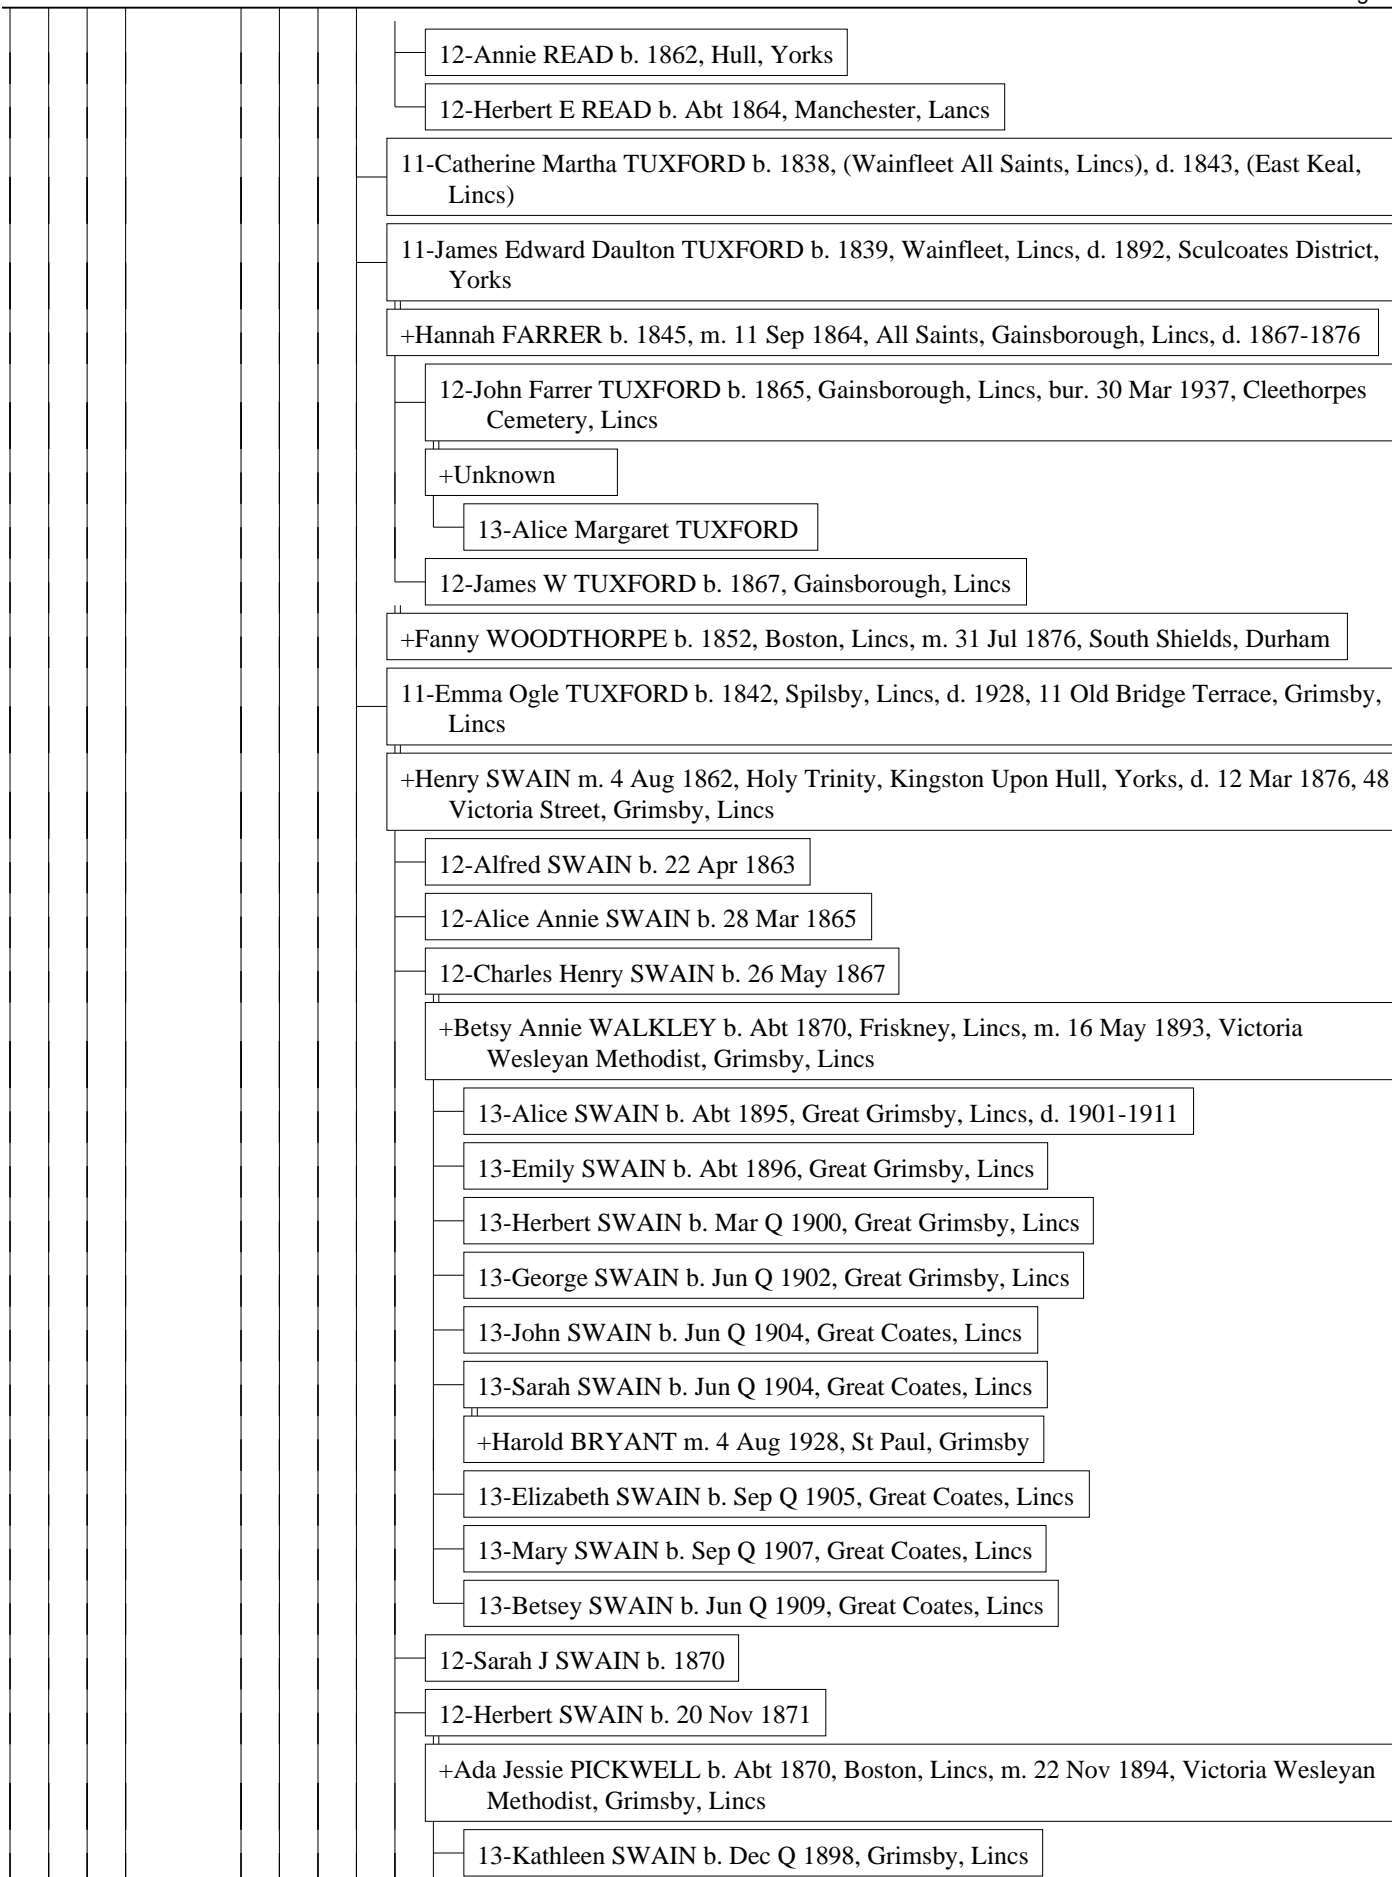 12-Annie READ b. 1862, Hull, Yorks
12-Herbert E READ b. Abt 1864, Manchester, Lancs
11-Catherine Martha TUXFORD b. 1838, (Wainfleet All Saints, Lincs), d. 1843, (East Keal,
Lincs)
11-James Edward Daulton TUXFORD b. 1839, Wainfleet, Lincs, d. 1892, Sculcoates District,
Yorks
+Hannah FARRER b. 1845, m. 11 Sep 1864, All Saints, Gainsborough, Lincs, d. 1867-1876
12-John Farrer TUXFORD b. 1865, Gainsborough, Lincs, bur. 30 Mar 1937, Cleethorpes
Cemetery, Lincs
+Unknown
13-Alice Margaret TUXFORD
12-James W TUXFORD b. 1867, Gainsborough, Lincs
+Fanny WOODTHORPE b. 1852, Boston, Lincs, m. 31 Jul 1876, South Shields, Durham
11-Emma Ogle TUXFORD b. 1842, Spilsby, Lincs, d. 1928, 11 Old Bridge Terrace, Grimsby,
Lincs
+Henry SWAIN m. 4 Aug 1862, Holy Trinity, Kingston Upon Hull, Yorks, d. 12 Mar 1876, 48
Victoria Street, Grimsby, Lincs
12-Alfred SWAIN b. 22 Apr 1863
12-Alice Annie SWAIN b. 28 Mar 1865
12-Charles Henry SWAIN b. 26 May 1867
+Betsy Annie WALKLEY b. Abt 1870, Friskney, Lincs, m. 16 May 1893, Victoria
Wesleyan Methodist, Grimsby, Lincs
13-Alice SWAIN b. Abt 1895, Great Grimsby, Lincs, d. 1901-1911
13-Emily SWAIN b. Abt 1896, Great Grimsby, Lincs
13-Herbert SWAIN b. Mar Q 1900, Great Grimsby, Lincs
13-George SWAIN b. Jun Q 1902, Great Grimsby, Lincs
13-John SWAIN b. Jun Q 1904, Great Coates, Lincs
13-Sarah SWAIN b. Jun Q 1904, Great Coates, Lincs
+Harold BRYANT m. 4 Aug 1928, St Paul, Grimsby
13-Elizabeth SWAIN b. Sep Q 1905, Great Coates, Lincs
13-Mary SWAIN b. Sep Q 1907, Great Coates, Lincs
13-Betsey SWAIN b. Jun Q 1909, Great Coates, Lincs
12-Sarah J SWAIN b. 1870
12-Herbert SWAIN b. 20 Nov 1871
+Ada Jessie PICKWELL b. Abt 1870, Boston, Lincs, m. 22 Nov 1894, Victoria Wesleyan
Methodist, Grimsby, Lincs
13-Kathleen SWAIN b. Dec Q 1898, Grimsby, Lincs